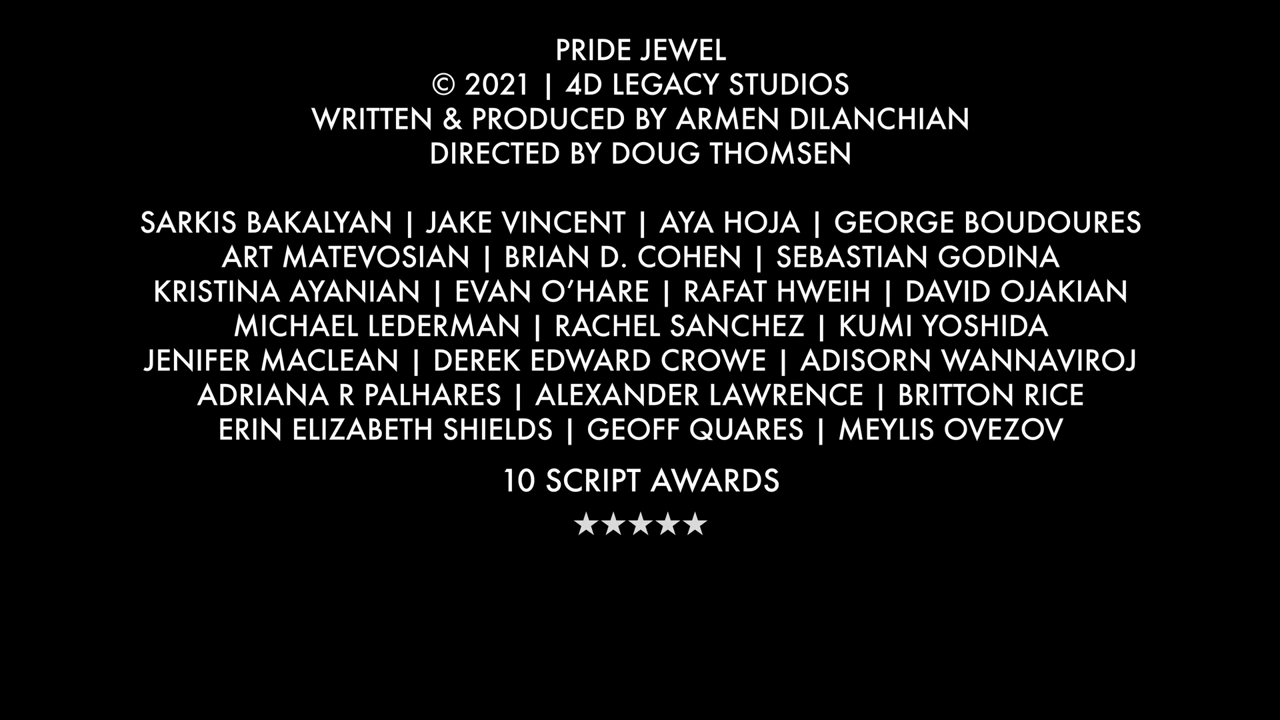 PRIDE JEWEL
© 2021 | 4D LEGACY STUDIOS
WRITTEN & PRODUCED BY ARMEN DILANCHIAN
DIRECTED BY DOUG THOMSEN
SARKIS BAKALYAN | JAKE VINCENT | AYA HOJA | GEORGE BOUDOURES
ART MATEVOSIAN | BRIAN D. COHEN | SEBASTIAN GODINA
KRISTINA AYANIAN | EVAN O’HARE | RAFAT HWEIH | DAVID OJAKIAN
MICHAEL LEDERMAN | RACHEL SANCHEZ | KUMI YOSHIDA
JENIFER MACLEAN | DEREK EDWARD CROWE | ADISORN WANNAVIROJ
ADRIANA R PALHARES | ALEXANDER LAWRENCE | BRITTON RICE
ERIN ELIZABETH SHIELDS | GEOFF QUARES | MEYLIS OVEZOV
10 SCRIPT AWARDS
★★★★★